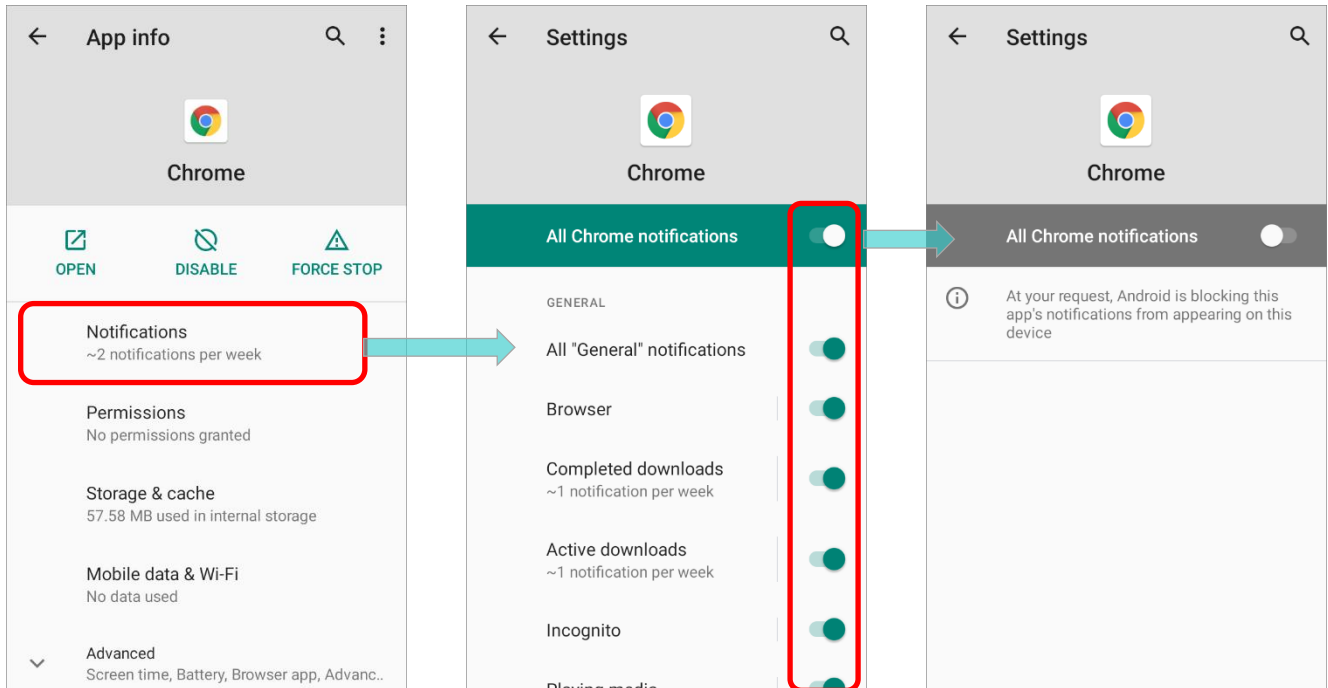 App info
Chrome
OPEN
DISABLE
FORCE STOP
Notifications
~2 notifications per week
Permissions
No permissions granted
Storage & cache
57.58 MB used in internal storage
Mobile data & Wi-Fi
No data used
Advanced
Screen time, Battery, Browser app, Advanc..
Settings
Chrome
All Chrome notifications
GENERAL
All "General" notifications
Browser
Completed downloads
~1 notification per week
Active downloads
~1 notification per week
Incognito
Playing media
Settings
Chrome
All Chrome notifications
At your request, Android is blocking this
app's notifications from appearing on this
device